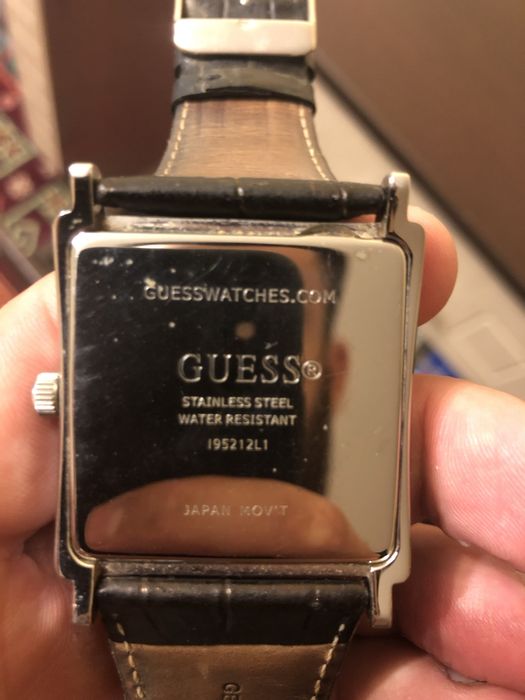 GUESSWATCHES.COM
GUESS®
STAINLESS STEEL
WATER RESISTANT
I95212L1
JAPAN MOV'T